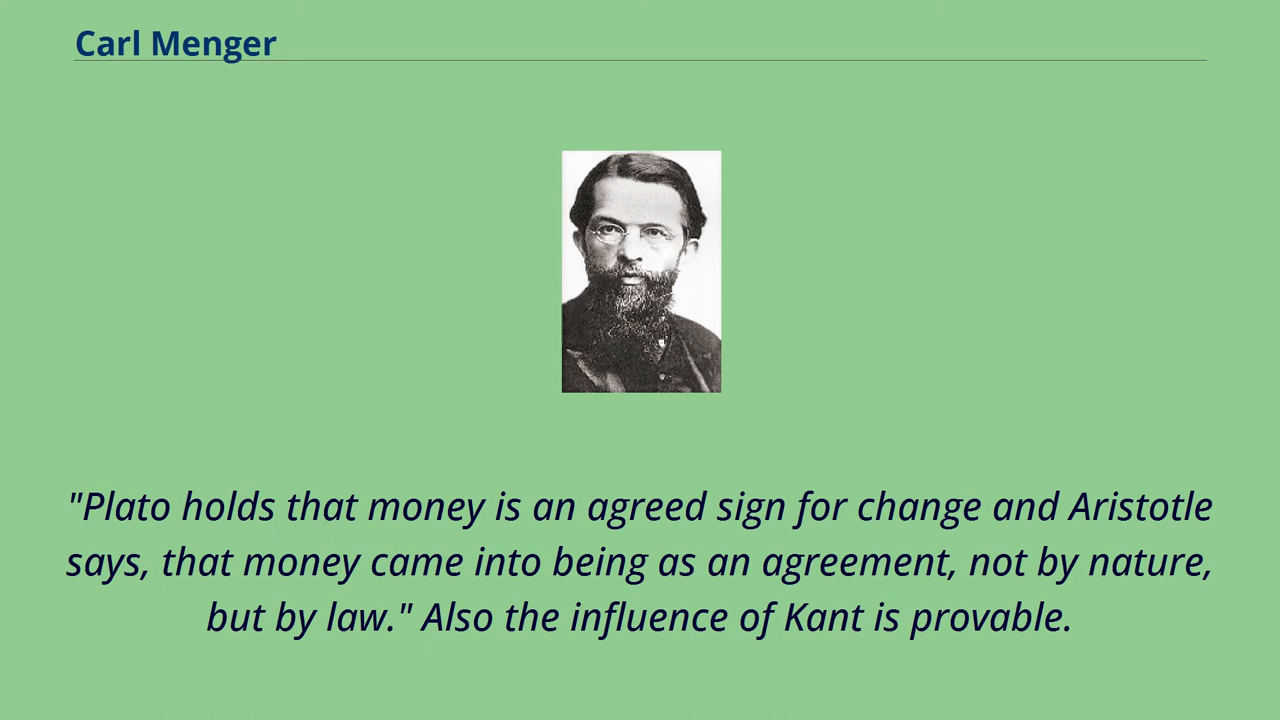 Carl Menger
"Plato holds that money is an agreed sign for change and Aristotle
says, that money came into being as an agreement, not by nature,
but by law." Also the influence of Kant is provable.